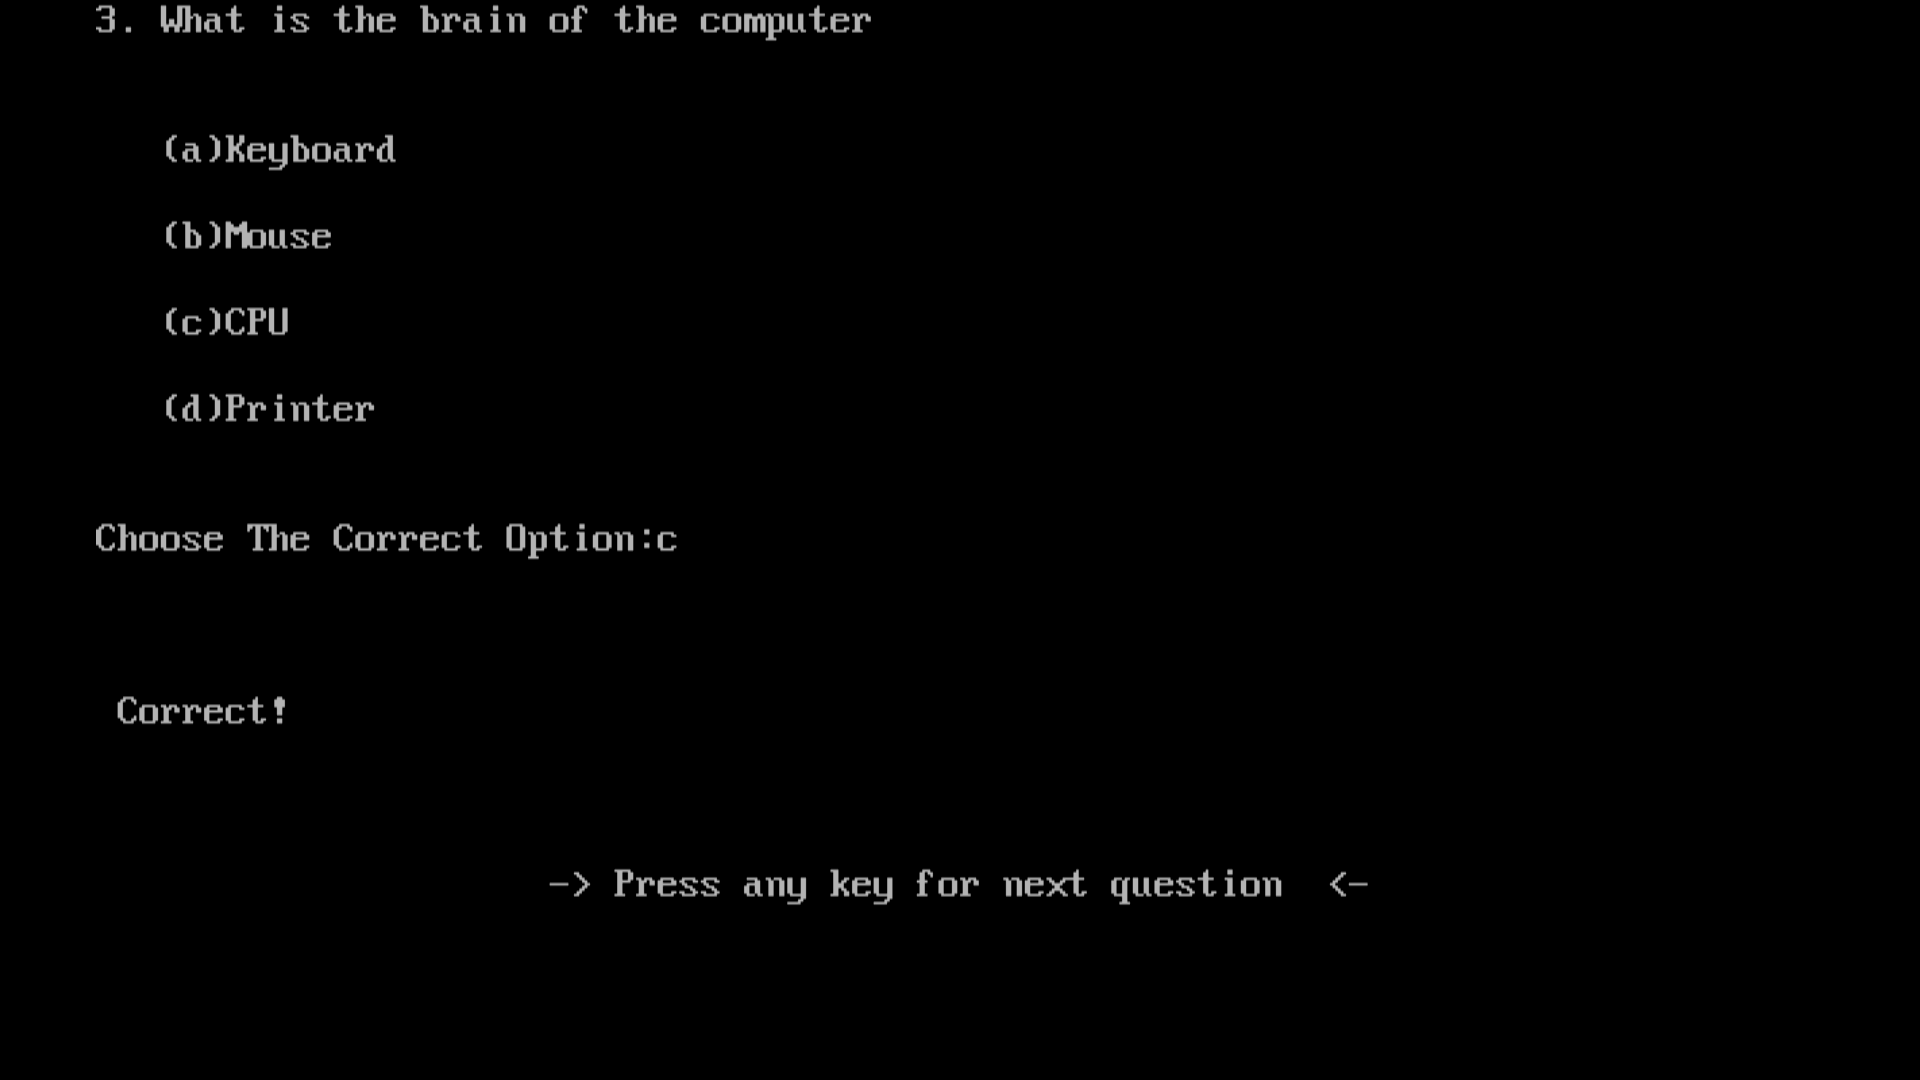 3. What is the brain of the computer
(a)Keyboard
(b)Mouse
(c)CPU
(d)Printer
Choose The Correct Option:c
Correct!
-> Press any key for next question  <-